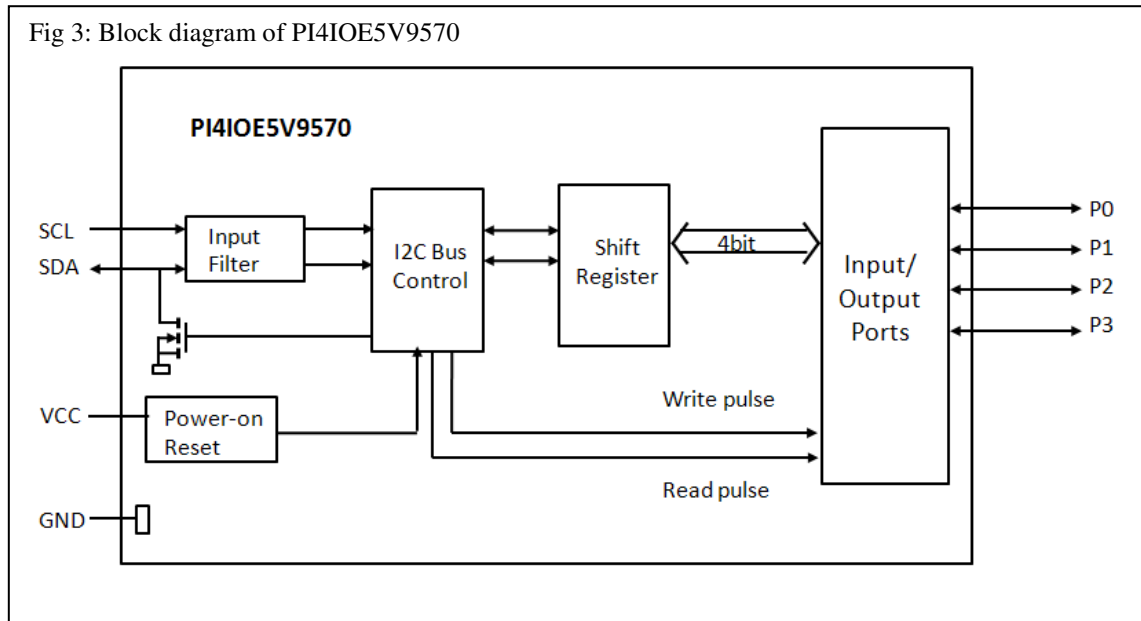 Fig 3: Block diagram of PI4IOE5V9570
PI4IOE5V9570
SCL
SDA
VCC
GND
Input
Filter
Power-on
Reset
I2C Bus
Control
Shift
Register
4bit
Write pulse
Read pulse
Input/
Output
Ports
P0
P1
P2
P3